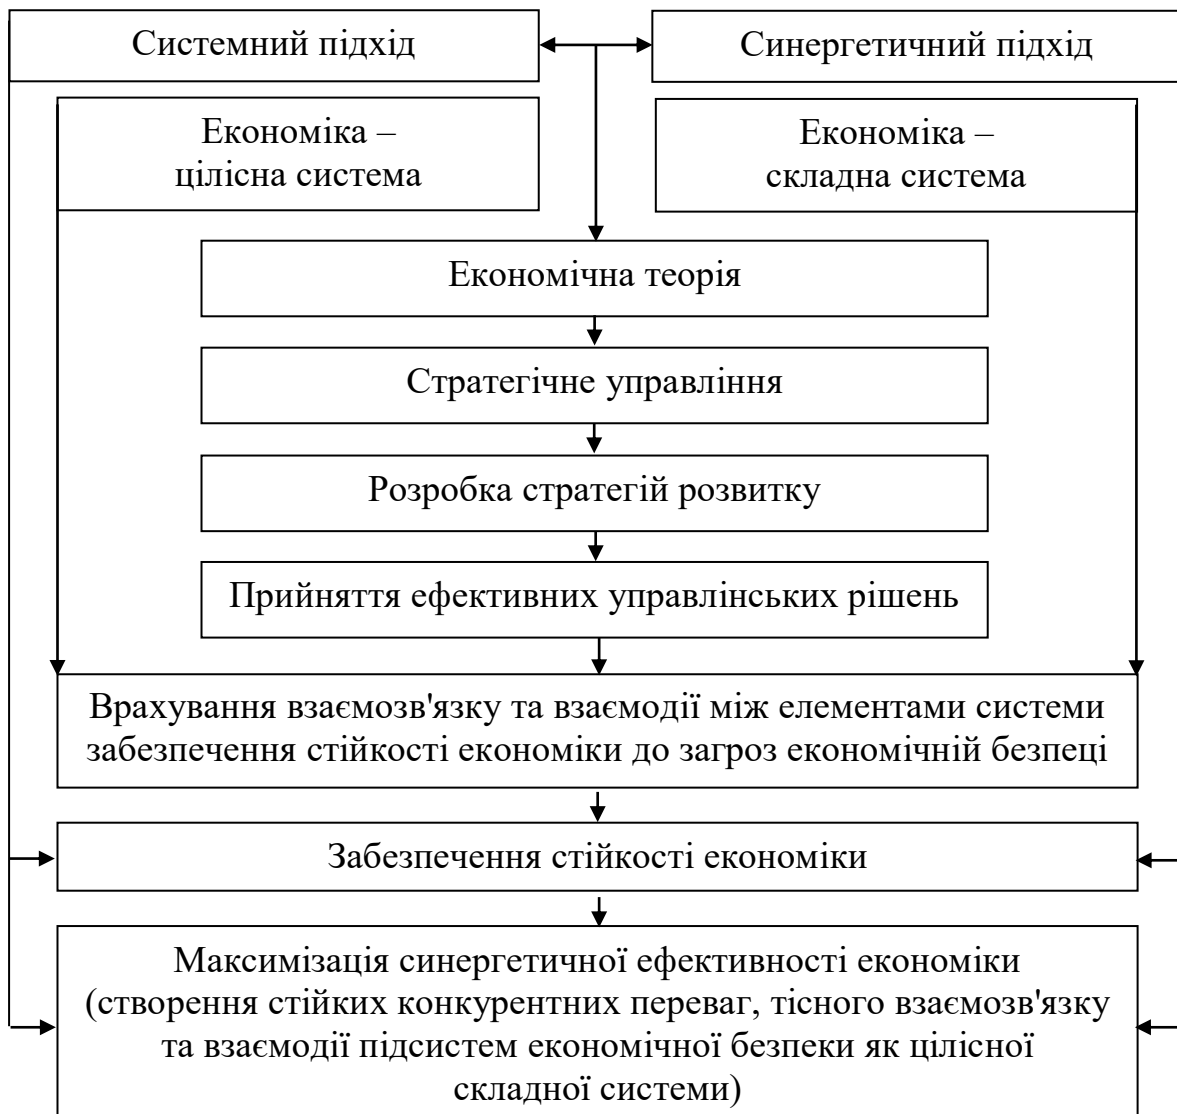 Системний підхід
Синергетичний підхід
Економіка –
цілісна система
Економіка –
складна система
Економічна теорія
Стратегічне управління
Розробка стратегій розвитку
Прийняття ефективних управлінських рішень
Врахування взаємозв'язку та взаємодії між елементами системи
забезпечення стійкості економіки до загроз економічній безпеці
Забезпечення стійкості економіки
Максимізація синергетичної ефективності економіки
(створення стійких конкурентних переваг, тісного взаємозв'язку
та взаємодії підсистем економічної безпеки як цілісної
складної системи)